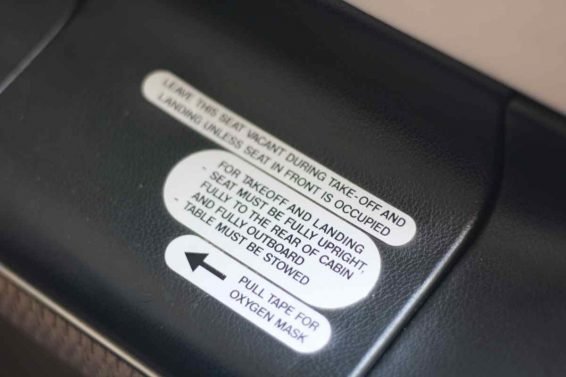 LEAVE THIS SEAT VACANT DURING TAKE-OFF AND
LANDING UNLESS SEAT IN FRONT IS OCCUPIED
FOR TAKEOFF AND LANDING
- SEAT MUST BE FULLY UPRIGHT,
FULLY TO THE REAR OF CABIN
AND FULLY OUTBOARD
- TABLE MUST BE STOWED
PULL TAPE FOR
OXYGEN MASK